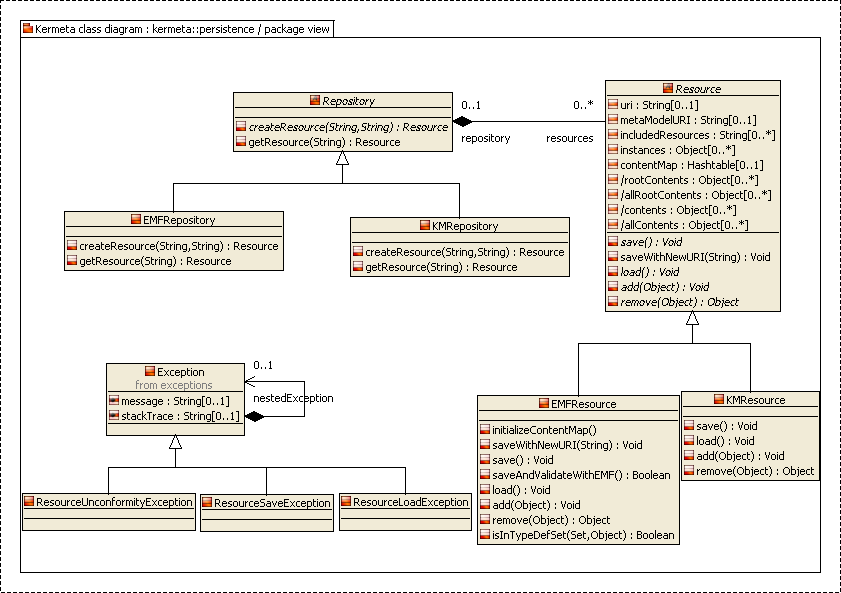 Kermeta class diagram : kermeta::persistence / package view
Repository
createResource(String,String) : Resource
getResource(String) : Resource
0..1
0..*
repository
resources
Resource
uri : String[0..1]
metaModelURI : String[0..1]
includedResources : String[0..*]
instances : Object[0..*]
contentMap : Hashtable[0..1]
/rootContents : Object[0..*]
/allRootContents : Object[0..*]
/contents : Object[0..*]
/allContents : Object[0..*]
save() : Void
saveWithNewURI(String) : Void
load() : Void
add(Object) : Void
remove(Object) : Object
EMFRepository
createResource(String,String) : Resource
getResource(String) : Resource
KMRepository
createResource(String,String) : Resource
getResource(String) : Resource
Exception
from exceptions
message : String[0..1]
stackTrace : String[0..1]
0..1
nestedException
EMFResource
initializeContentMap()
saveWithNewURI(String) : Void
save() : Void
saveAndValidateWithEMF() : Boolean
load() : Void
add(Object) : Void
remove(Object) : Object
isInTypeDefSet(Set,Object) : Boolean
KMResource
save() : Void
load() : Void
add(Object) : Void
remove(Object) : Object
ResourceUnconformityException
ResourceSaveException
ResourceLoadException